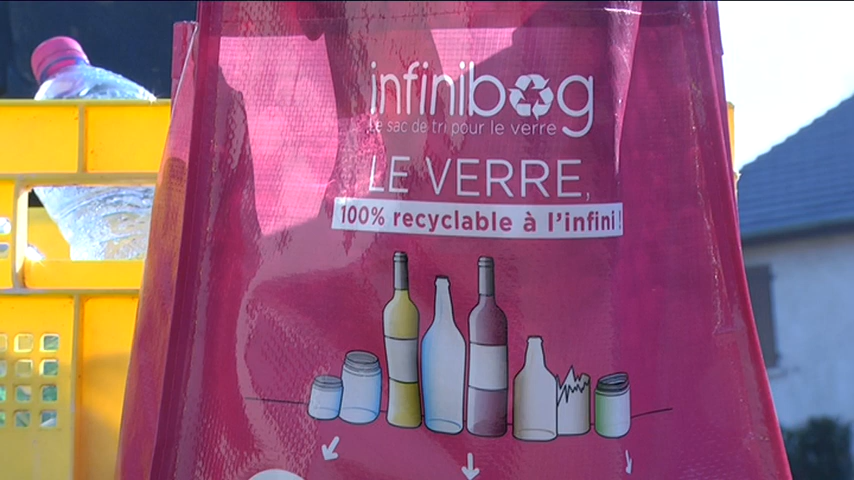 infinibag
Le sac de tri pour le verre
LE VERRE,
100% recyclable à l'infini !